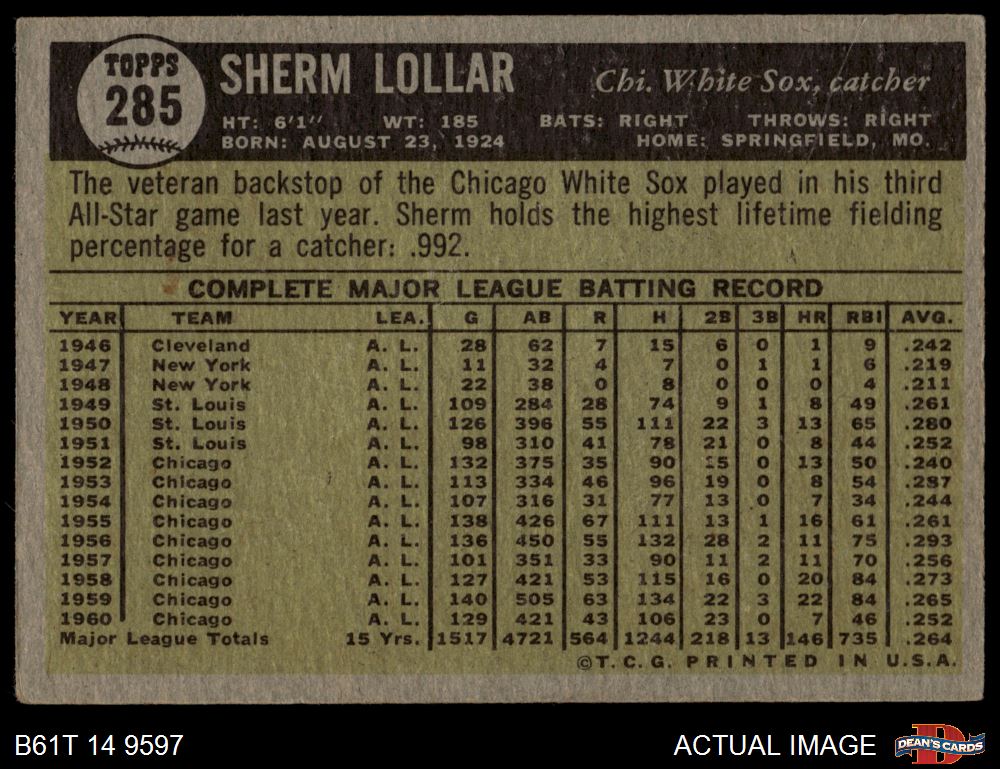 TOPPS
285
SHERM LOLLAR
Chi. White Sox, catcher
HT: 6'1" WT: 185 BATS: RIGHT THROWS: RIGHT
BORN: AUGUST 23, 1924 HOME: SPRINGFIELD, MO.
The veteran backstop of the Chicago White Sox played in his third
All-Star game last year. Sherm holds the highest lifetime fielding
percentage for a catcher: .992.
COMPLETE MAJOR LEAGUE BATTING RECORD
YEAR TEAM LEA. G AB R H 2B 3B HR RBI AVG.
1946 Cleveland A. L. 28 62 7 15 6 0 1 9 .242
1947 New York A. L. 11 32 4 7 0 1 1 6 .219
1948 New York A. L. 22 38 0 8 0 0 0 4 .211
1949 St. Louis A. L. 109 284 28 74 9 1 8 49 .261
1950 St. Louis A. L. 126 396 55 111 22 3 13 65 .280
1951 St. Louis A. L. 98 310 41 78 21 0 8 44 .252
1952 Chicago A. L. 132 375 35 90 15 0 13 50 .240
1953 Chicago A. L. 113 334 46 96 19 0 8 54 .287
1954 Chicago A. L. 107 316 31 77 13 0 7 34 .244
1955 Chicago A. L. 138 426 67 111 13 1 16 61 .261
1956 Chicago A. L. 136 450 55 132 28 2 11 75 .293
1957 Chicago A. L. 101 351 33 90 11 2 11 70 .256
1958 Chicago A. L. 127 421 53 115 16 0 20 84 .273
1959 Chicago A. L. 140 505 63 134 22 3 22 84 .265
1960 Chicago A. L. 129 421 43 106 23 0 7 46 .252
Major League Totals 15 Yrs. 1517 4721 564 1244 218 13 146 735 .264
©T. C. G. PRINTED IN U.S.A.
B61T 14 9597 ACTUAL IMAGE DEAN'S CARDS